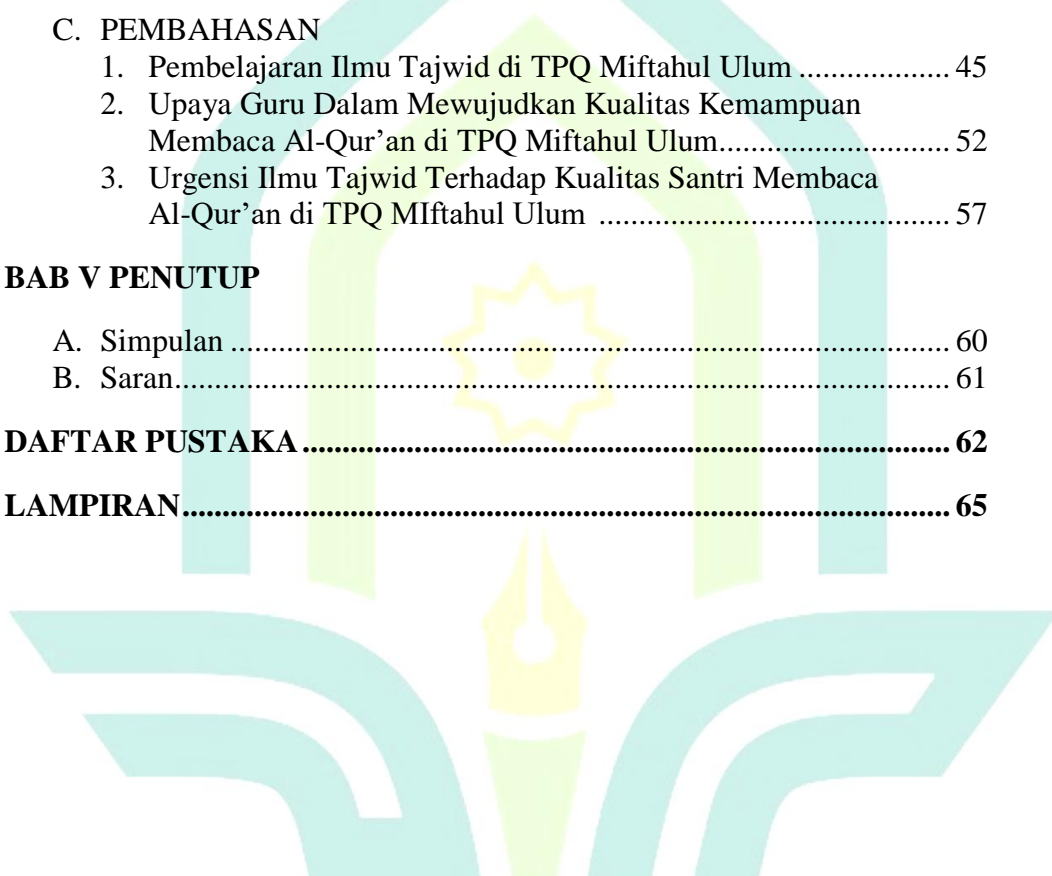 C. PEMBAHASAN
1. Pembelajaran Ilmu Tajwid di TPQ Miftahul Ulum ................... 45
2. Upaya Guru Dalam Mewujudkan Kualitas Kemampuan
Membaca Al-Qur’an di TPQ Miftahul Ulum............................. 52
3. Urgensi Ilmu Tajwid Terhadap Kualitas Santri Membaca
Al-Qur’an di TPQ MIftahul Ulum ............................................ 57
BAB V PENUTUP
A. Simpulan ........................................................................................... 60
B. Saran.................................................................................................. 61
DAFTAR PUSTAKA .................................................................................. 62
LAMPIRAN................................................................................................. 65